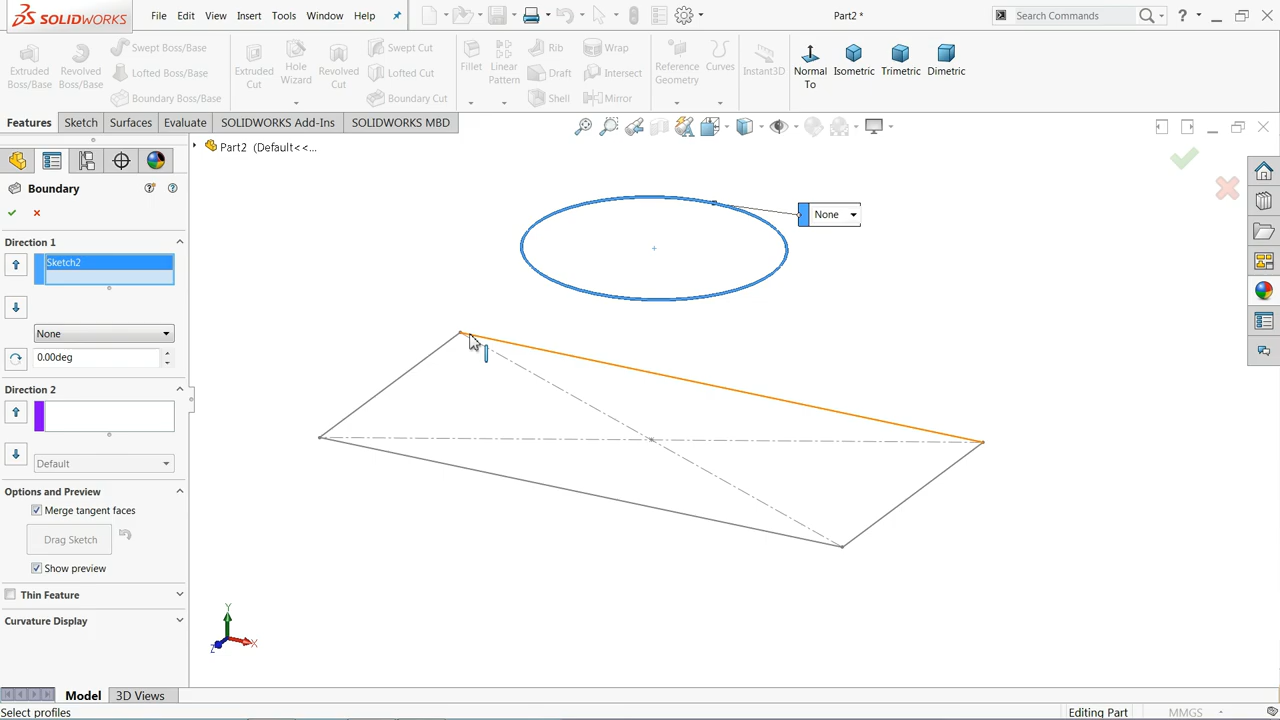 SOLIDWORKS
File
Edit
View
Insert
Tools
Window
Help
Part2 *
Search Commands
?
Extruded Boss/Base
Revolved Boss/Base
Swept Boss/Base
Lofted Boss/Base
Boundary Boss/Base
Extruded Cut
Hole Wizard
Revolved Cut
Swept Cut
Lofted Cut
Boundary Cut
Fillet
Linear Pattern
Rib
Draft
Shell
Wrap
Intersect
Mirror
Reference Geometry
Curves
Instant3D
Normal To
Isometric
Trimetric
Dimetric
Features
Sketch
Surfaces
Evaluate
SOLIDWORKS Add-Ins
SOLIDWORKS MBD
Part2 (Default<<...
Boundary
Direction 1
Sketch2
None
0.00deg
Direction 2
Default
Options and Preview
Merge tangent faces
Drag Sketch
Show preview
Thin Feature
Curvature Display
None
Y
X
Z
Model
3D Views
Select profiles
Editing Part
MMGS